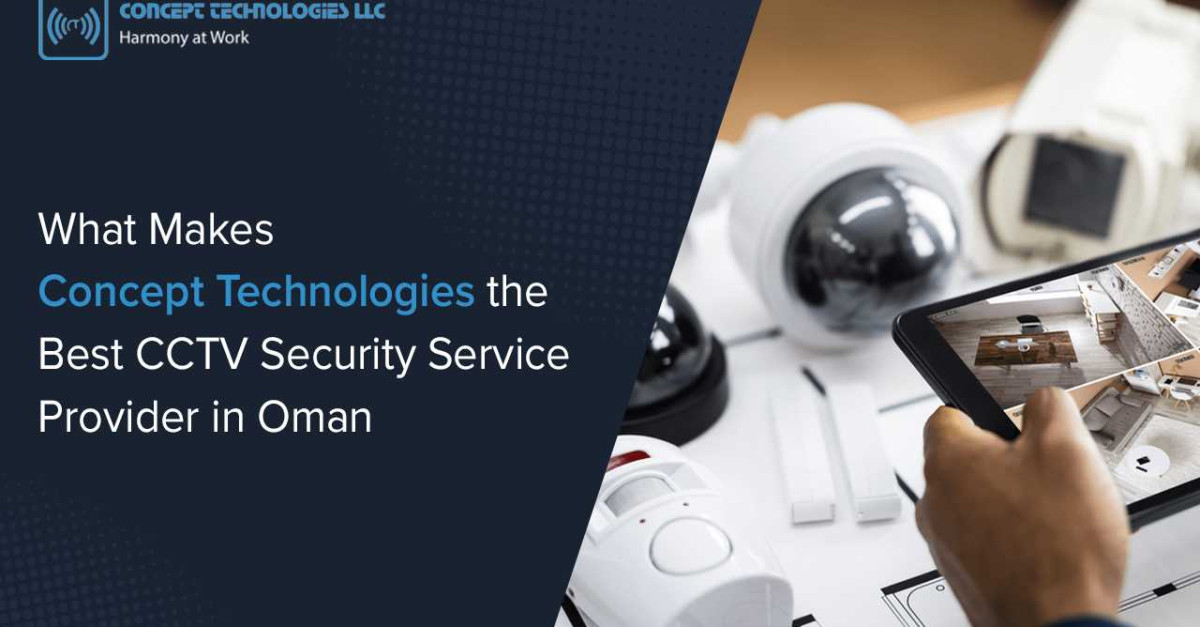 CONCEPT TECHNOLOGIES LLC
Harmony at Work
What Makes
Concept Technologies the
Best CCTV Security Service
Provider in Oman